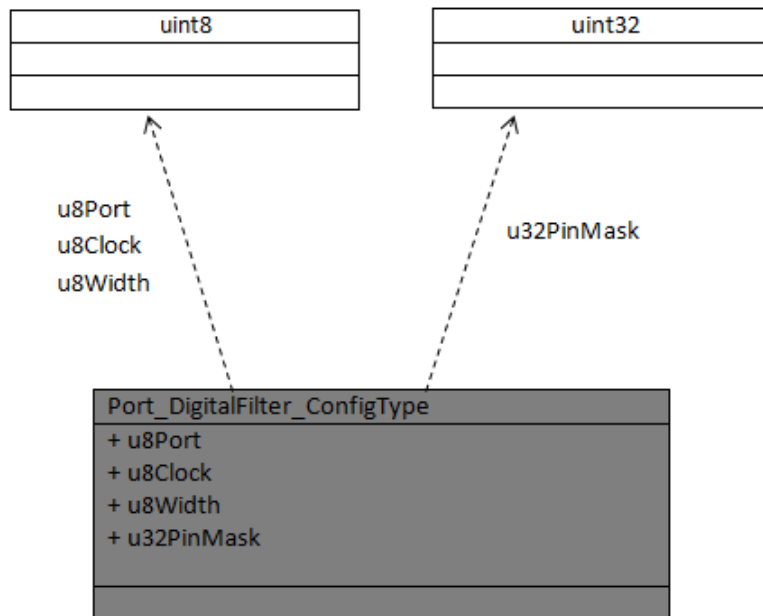 uint8
uint32
u8Port
u8Clock
u8Width
u32PinMask
Port_DigitalFilter_ConfigType
+ u8Port
+ u8Clock
+ u8Width
+ u32PinMask